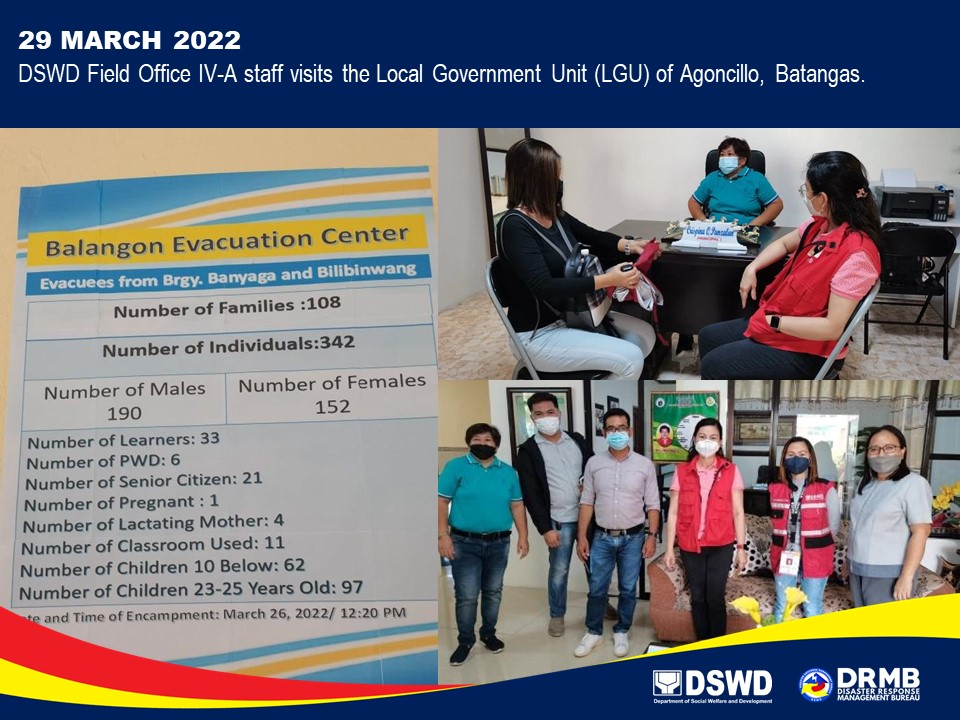 29 MARCH 2022
DSWD Field Office IV-A staff visits the Local Government Unit (LGU) of Agoncillo, Batangas.
Balangon Evacuation Center
Evacuees from Brgy. Banyaga and Bilibinwang
Number of Families :108
Number of Individuals:342
Number of Males
190
Number of Females
152
Number of Learners: 33
Number of PWD: 6
Number of Senior Citizen: 21
Number of Pregnant : 1
Number of Lactating Mother: 4
Number of Classroom Used: 11
Number of Children 10 Below: 62
Number of Children 23-25 Years Old: 97
and Time of Encampment: March 26, 2022/ 12:20 PM
Crispina C. Punzalan
PRINCIPAL I
DSWD
Department of Social Welfare and Development
DRMB
DISASTER RESPONSE
MANAGEMENT BUREAU